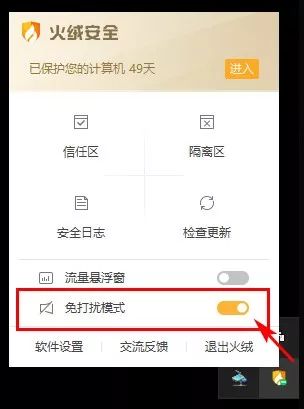 火绒安全
已保护您的计算机 49天
进入
信任区
隔离区
安全日志
检查更新
流量悬浮窗
免打扰模式
软件设置
交流反馈
退出火绒